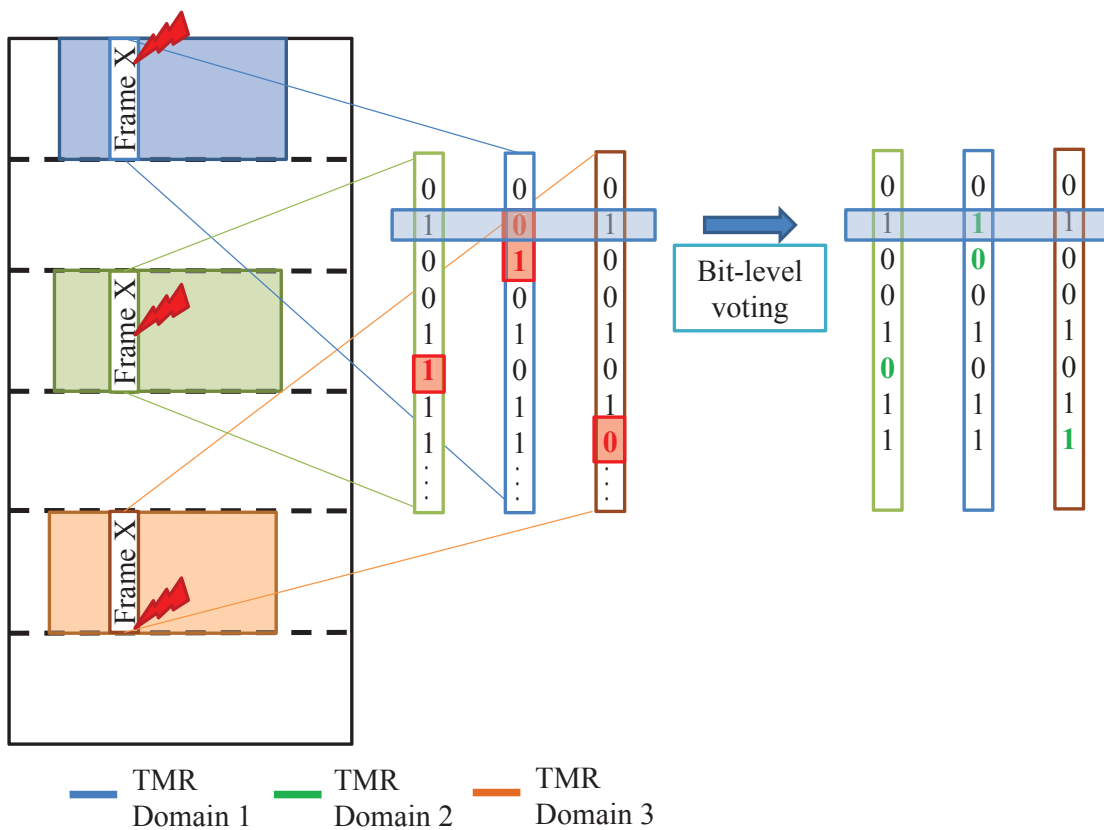 Frame X
Frame X
Frame X
0 0 0
1 0 1
0 1 0
0 0 0
1 1 1
1 0 0
1 1 1
1 1 0
Bit-level
voting
0 0 0
1 1 1
0 0 0
0 0 0
1 1 1
0 0 0
1 1 1
1 1 1
TMR
Domain 1
TMR
Domain 2
TMR
Domain 3